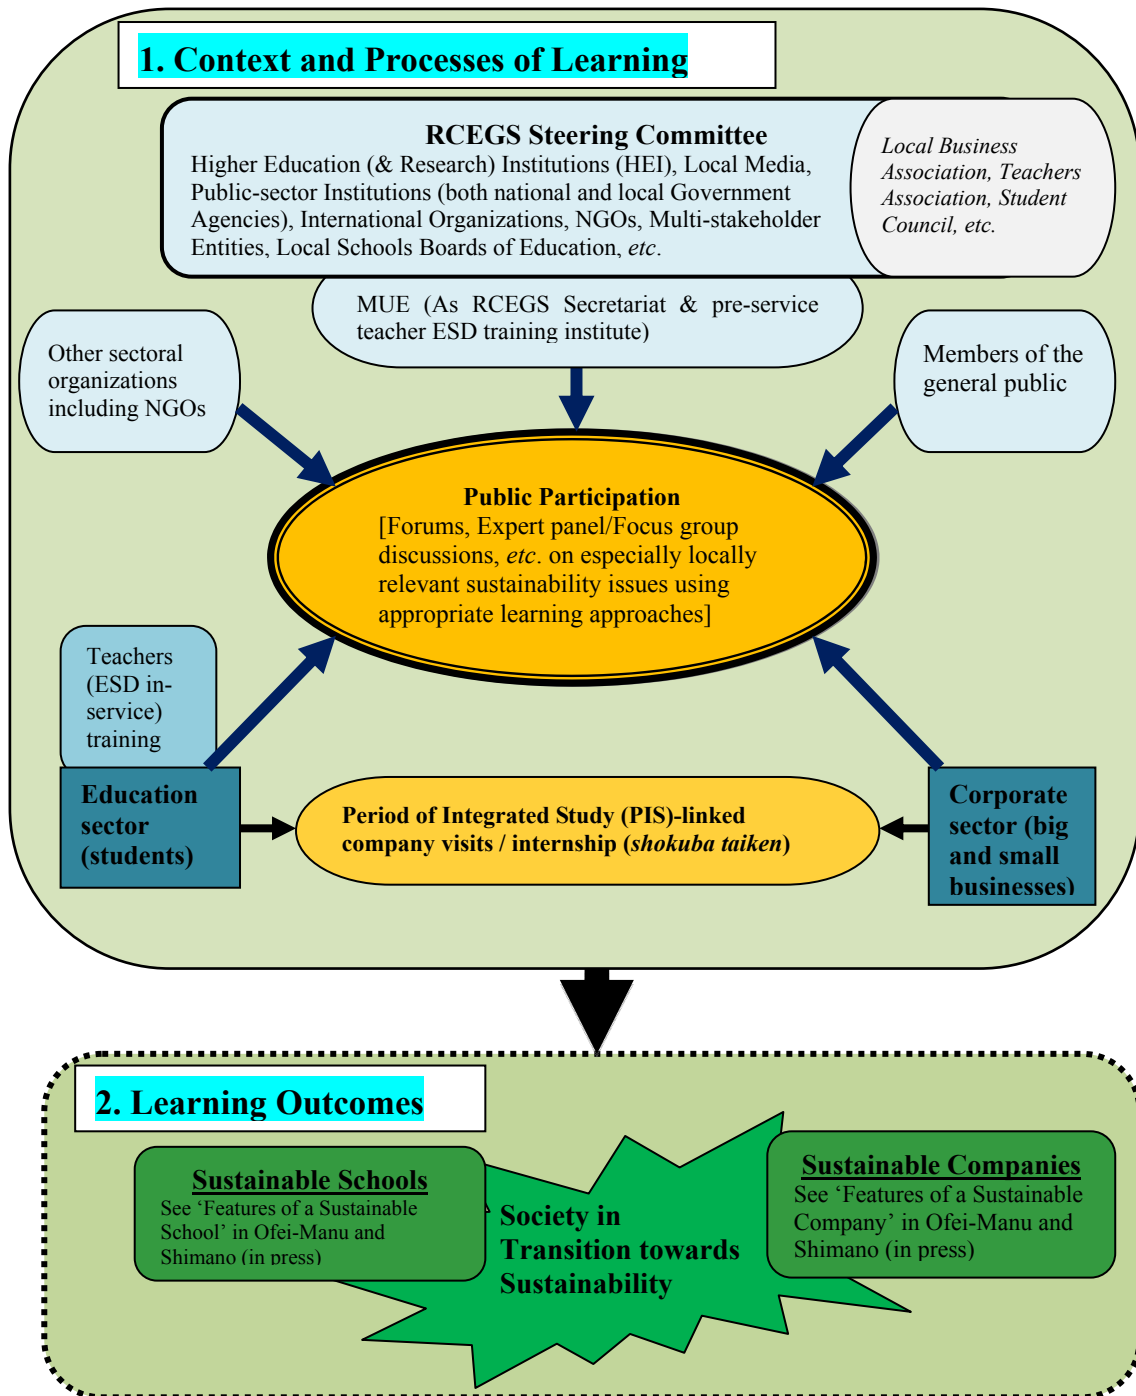 1. Context and Processes of Learning
RCEGS Steering Committee
Higher Education (& Research) Institutions (HEI), Local Media,
Public-sector Institutions (both national and local Government
Agencies), International Organizations, NGOs, Multi-stakeholder
Entities, Local Schools Boards of Education, etc.
Local Business
Association, Teachers
Association, Student
Council, etc.
MUE (As RCEGS Secretariat & pre-service
teacher ESD training institute)
Other sectoral
organizations
including NGOs
Members of the
general public
Public Participation
[Forums, Expert panel/Focus group
discussions, etc. on especially locally
relevant sustainability issues using
appropriate learning approaches]
Teachers
(ESD in-
service)
training
Education
sector
(students)
Period of Integrated Study (PIS)-linked
company visits / internship (shokuba taiken)
Corporate
sector (big
and small
businesses)
2. Learning Outcomes
Sustainable Schools
See ‘Features of a Sustainable
School’ in Ofei-Manu and
Shimano (in press)
Society in
Transition towards
Sustainability
Sustainable Companies
See ‘Features of a Sustainable
Company’ in Ofei-Manu and
Shimano (in press)